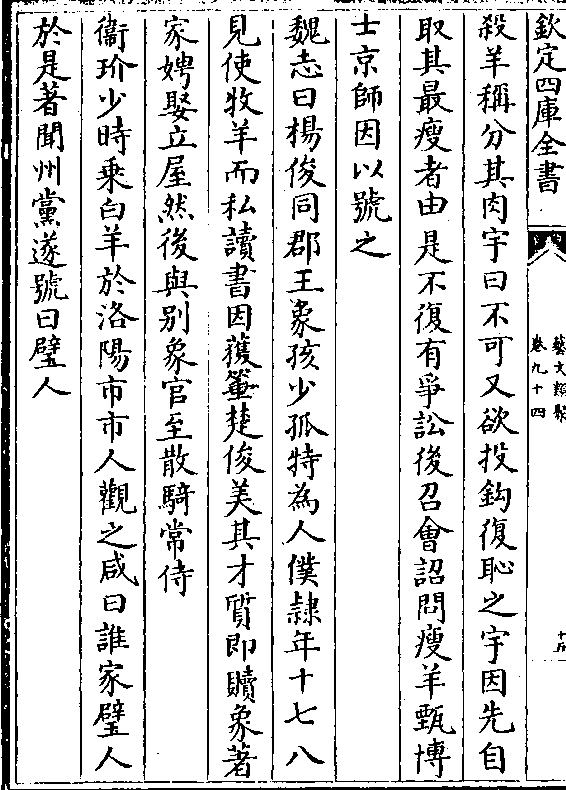 欽定四庫全書
藝文類聚
卷九十四
殺羊稱分其肉宇曰不可又欲投鈎復恥之宇因先自
取其最瘦者由是不復有爭訟後召會詔問瘦羊甄博
士京師因以號之
魏志曰楊俊同郡王象孩少孤特為人僕隷年十七八
見使牧羊而私讀書因蒦箠楚俊美其才質即贖象著
家娉娶立屋然後與别象官至散騎常侍
衞玠少時乗白羊於洛陽市市人觀之咸曰誰家璧人
於是著聞州黨遂號曰璧人